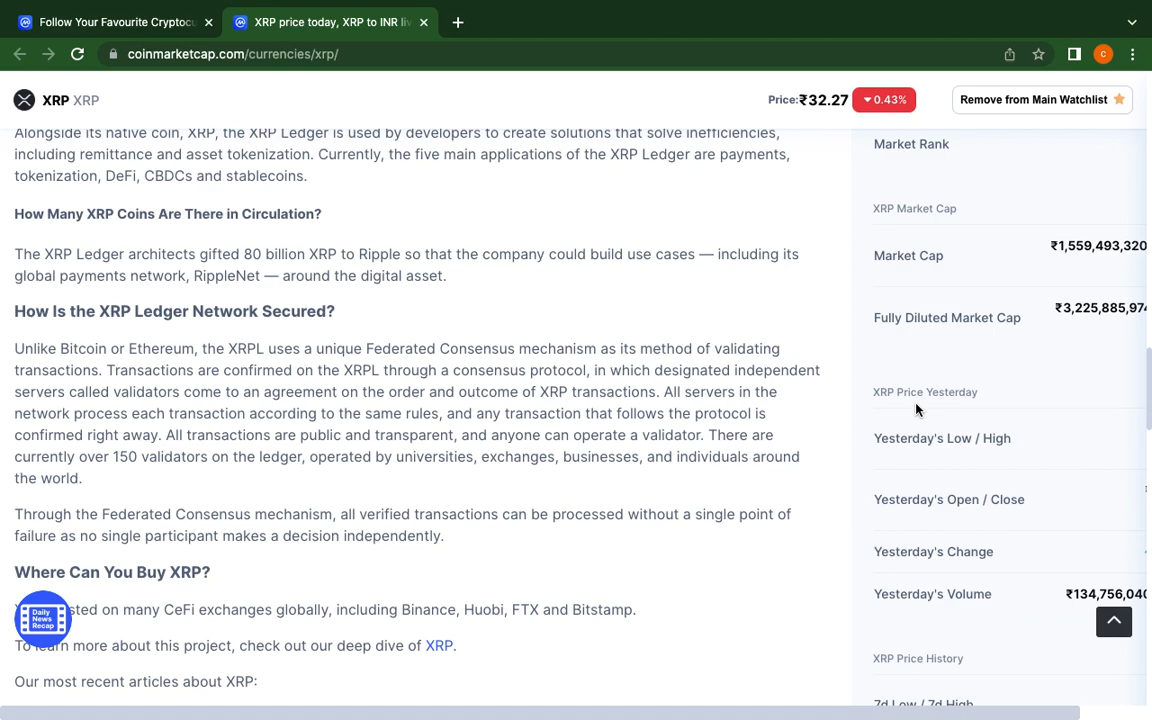 Follow Your Favourite Cryptocu
XRP price today, XRP to INR liv
coinmarketcap.com/currencies/xrp/
C
XRP XRP
Price:₹32.27
0.43%
Remove from Main Watchlist
Alongside its native coin, XRP, the XRP Ledger is used by developers to create solutions that solve inefficiencies,
including remittance and asset tokenization. Currently, the five main applications of the XRP Ledger are payments,
tokenization, DeFi, CBDCs and stablecoins.
How Many XRP Coins Are There in Circulation?
The XRP Ledger architects gifted 80 billion XRP to Ripple so that the company could build use cases — including its
global payments network, RippleNet — around the digital asset.
How Is the XRP Ledger Network Secured?
Unlike Bitcoin or Ethereum, the XRPL uses a unique Federated Consensus mechanism as its method of validating
transactions. Transactions are confirmed on the XRPL through a consensus protocol, in which designated independent
servers called validators come to an agreement on the order and outcome of XRP transactions. All servers in the
network process each transaction according to the same rules, and any transaction that follows the protocol is
confirmed right away. All transactions are public and transparent, and anyone can operate a validator. There are
currently over 150 validators on the ledger, operated by universities, exchanges, businesses, and individuals around
the world.
Through the Federated Consensus mechanism, all verified transactions can be processed without a single point of
failure as no single participant makes a decision independently.
Where Can You Buy XRP?
sted on many CeFi exchanges globally, including Binance, Huobi, FTX and Bitstamp.
To learn more about this project, check out our deep dive of XRP.
Our most recent articles about XRP:
Daily
News
Recap
Market Rank
XRP Market Cap
Market Cap
₹1,559,493,320
Fully Diluted Market Cap
₹3,225,885,974
XRP Price Yesterday
Yesterday's Low / High
Yesterday's Open / Close
Yesterday's Change
Yesterday's Volume
₹134,756,040
XRP Price History
7d Low / 7d High